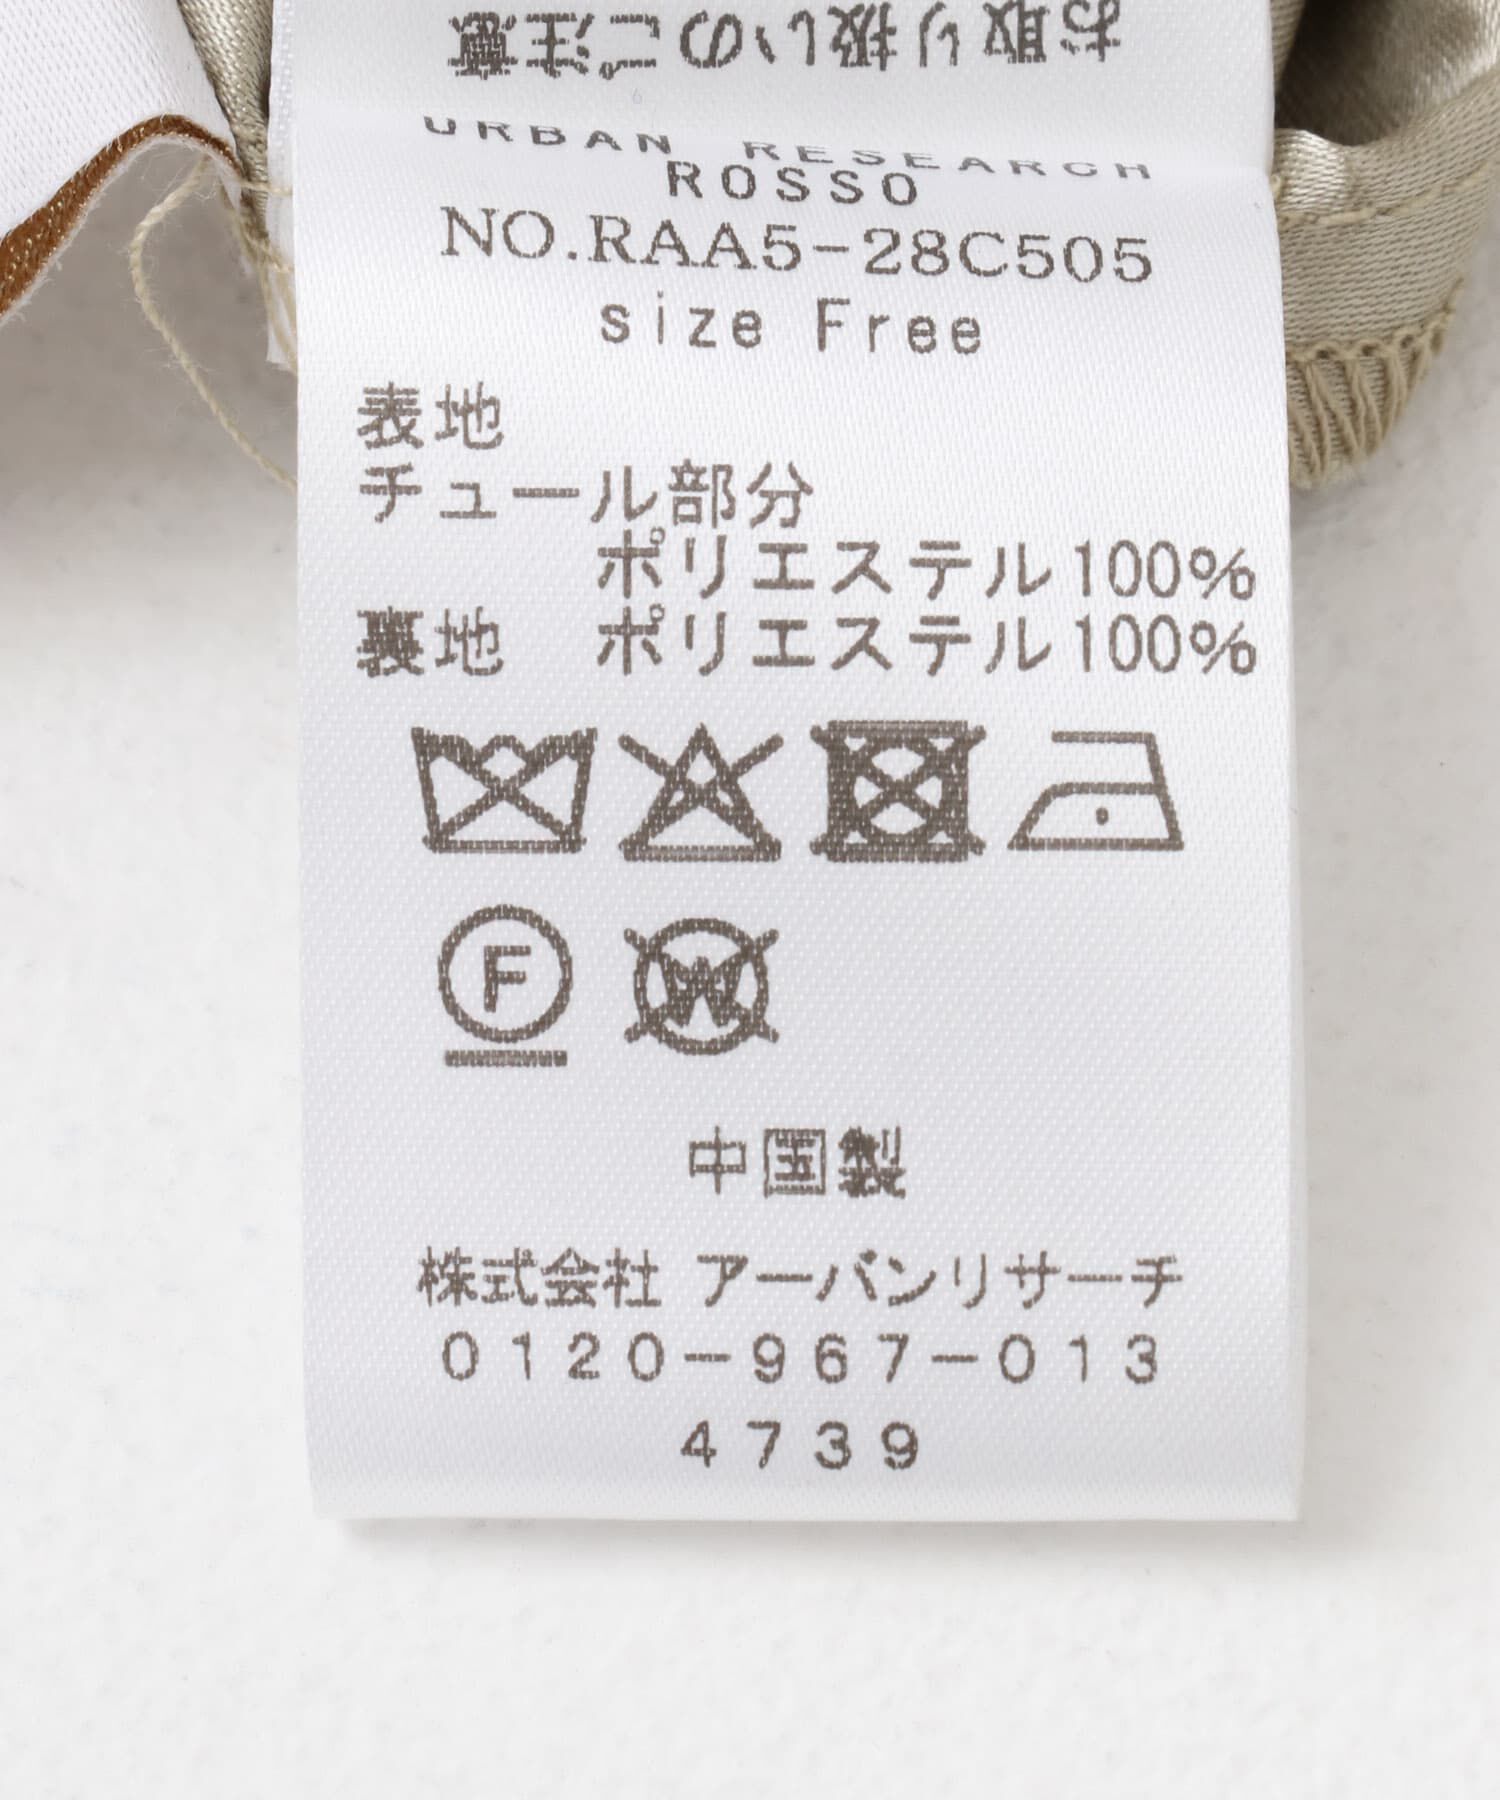 お取り扱いのご注意
URBAN RESEARCH
ROSSO
NO.RAA5-28C505
size Free
表地
チュール部分
ポリエステル100%
裏地 ポリエステル100%
F
W
中国製
株式会社 アーバンリサーチ
0120-967-013
4739